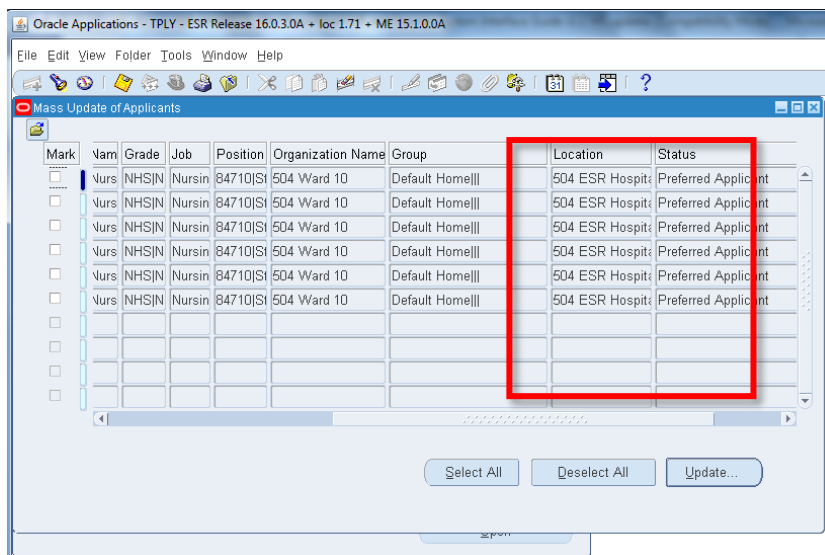 Oracle Applications - TPLY - ESR Release 16.0.3.0A + loc 1.71 + ME 15.1.0.0A
File Edit View Folder Tools Window Help
Mass Update of Applicants
Mark Nam Grade Job Position Organization Name Group Location Status
Nurs NHS|N Nursin 84710|St 504 Ward 10 Default Home||| 504 ESR Hospita Preferred Applicant
Nurs NHS|N Nursin 84710|St 504 Ward 10 Default Home||| 504 ESR Hospita Preferred Applicant
Nurs NHS|N Nursin 84710|St 504 Ward 10 Default Home||| 504 ESR Hospita Preferred Applicant
Nurs NHS|N Nursin 84710|St 504 Ward 10 Default Home||| 504 ESR Hospita Preferred Applicant
Nurs NHS|N Nursin 84710|St 504 Ward 10 Default Home||| 504 ESR Hospita Preferred Applicant
Nurs NHS|N Nursin 84710|St 504 Ward 10 Default Home||| 504 ESR Hospita Preferred Applicant
Select All Deselect All Update...
Open